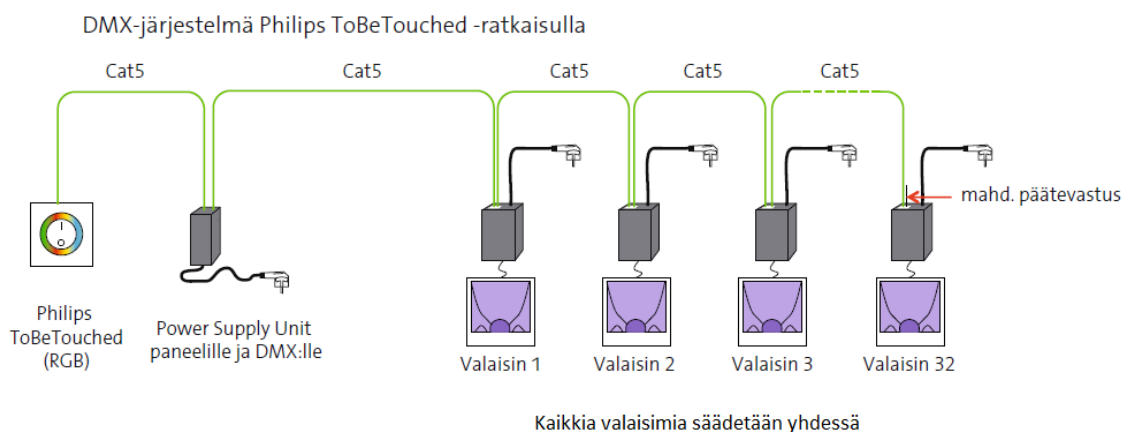 DMX-järjestelmä Philips ToBeTouched -ratkaisulla
Cat5
Cat5
Cat5
Cat5
Cat5
mahd. päätevastus
I
O
Philips
ToBeTouched
(RGB)
Power Supply Unit
paneelille ja DMX:lle
Valaisin 1
Valaisin 2
Valaisin 3
Valaisin 32
Kaikkia valaisimia säädetään yhdessä